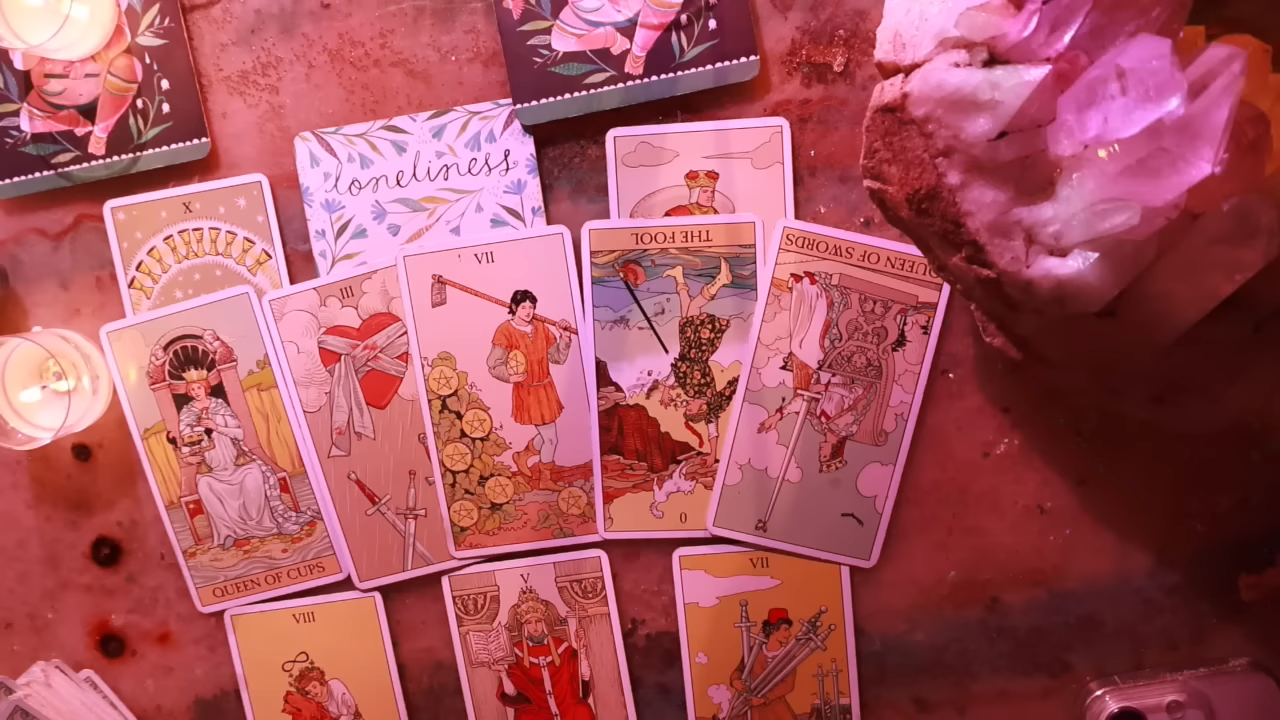 loneliness
X
VII
III
THE FOOL
QUEEN OF SWORDS
0
QUEEN OF CUPS
VIII
V
VII